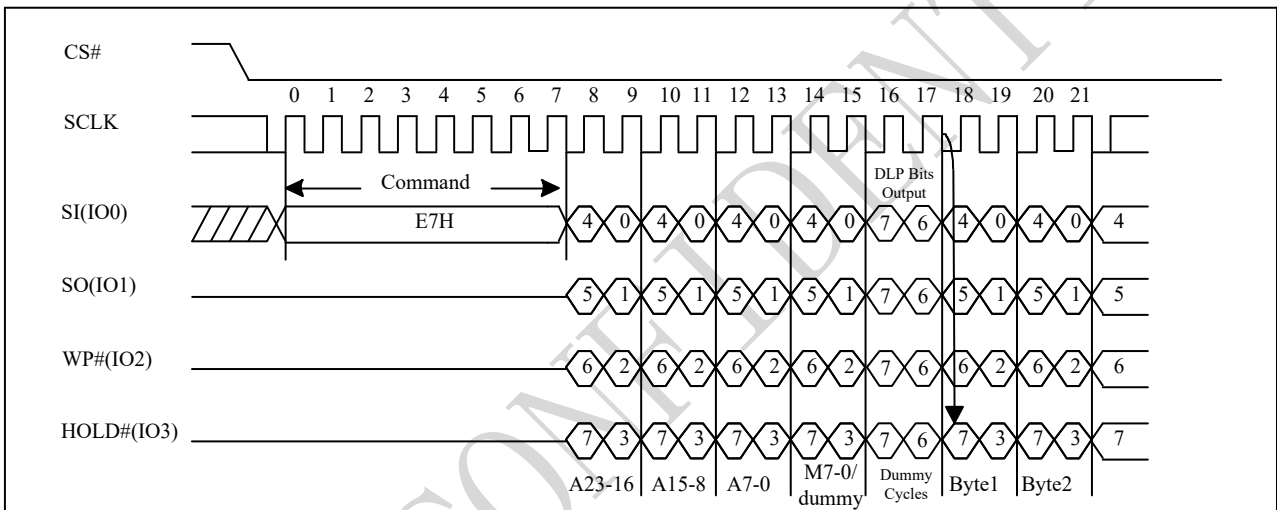 CS#
0 1 2 3 4 5 6 7 8 9 10 11 12 13 14 15 16 17 18 19 20 21
SCLK
Command
DLP Bits
Output
SI(IO0) E7H 4 0 4 0 4 0 4 0 7 6 4 0 4 0 4
SO(IO1) 5 1 5 1 5 1 5 1 7 6 5 1 5 1 5
WP#(IO2) 6 2 6 2 6 2 6 2 7 6 6 2 6 2 6
HOLD#(IO3) 7 3 7 3 7 3 7 3 7 6 7 3 7 3 7
A23-16 A15-8 A7-0 M7-0/
dummy Dummy
Cycles Byte1 Byte2
CONFIDENT